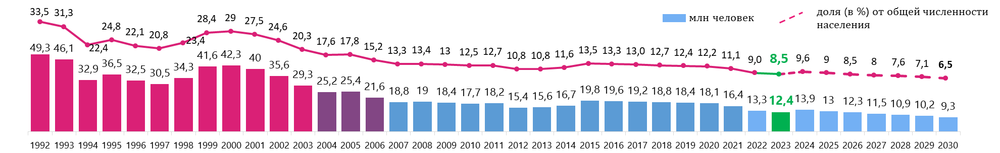 млн человек
доля (в %) от общей численности
населения
33,5 31,3 22,4 24,8 22,1 20,8 23,4 28,4 29 27,5 24,6 20,3 17,6 17,8 15,2 13,3 13,4 13 12,5 12,7 10,8 10,8 11,6 13,5 13,3 13,0 12,7 12,4 12,2 11,1 9,0 8,5 9,6 9 8,5 8 7,6 7,1 6,5
49,3 46,1 32,9 36,5 32,5 30,5 34,3 41,6 42,3 40 35,6 29,3 25,2 25,4 21,6 18,8 19 18,4 17,7 18,2 15,4 15,6 16,7 19,8 19,6 19,2 18,8 18,4 18,1 16,4 13,3 12,4 13,9 13 12,3 11,5 10,9 10,2 9,3
1992 1993 1994 1995 1996 1997 1998 1999 2000 2001 2002 2003 2004 2005 2006 2007 2008 2009 2010 2011 2012 2013 2014 2015 2016 2017 2018 2019 2020 2021 2022 2023 2024 2025 2026 2027 2028 2029 2030